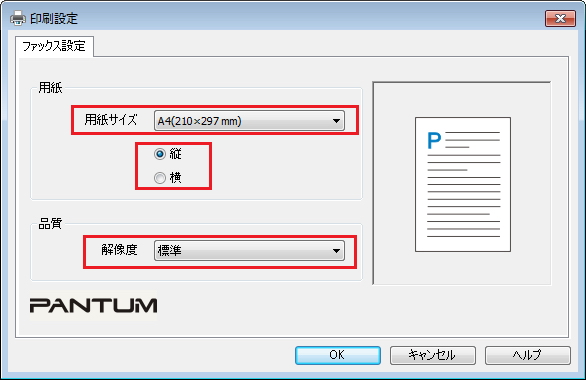 印刷設定
ファックス設定
用紙
用紙サイズ A4(210×297 mm)
縦
横
P
品質
解像度 標準
PANTUM
OK キャンセル ヘルプ